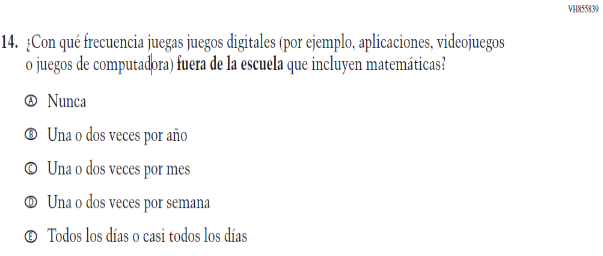 VH855839
14. ¿Con qué frecuencia juegas juegos digitales (por ejemplo, aplicaciones, videojuegos
o juegos de computadora) fuera de la escuela que incluyen matemáticas?
Ⓐ Nunca
Ⓑ Una o dos veces por año
Ⓒ Una o dos veces por mes
Ⓓ Una o dos veces por semana
Ⓔ Todos los días o casi todos los días